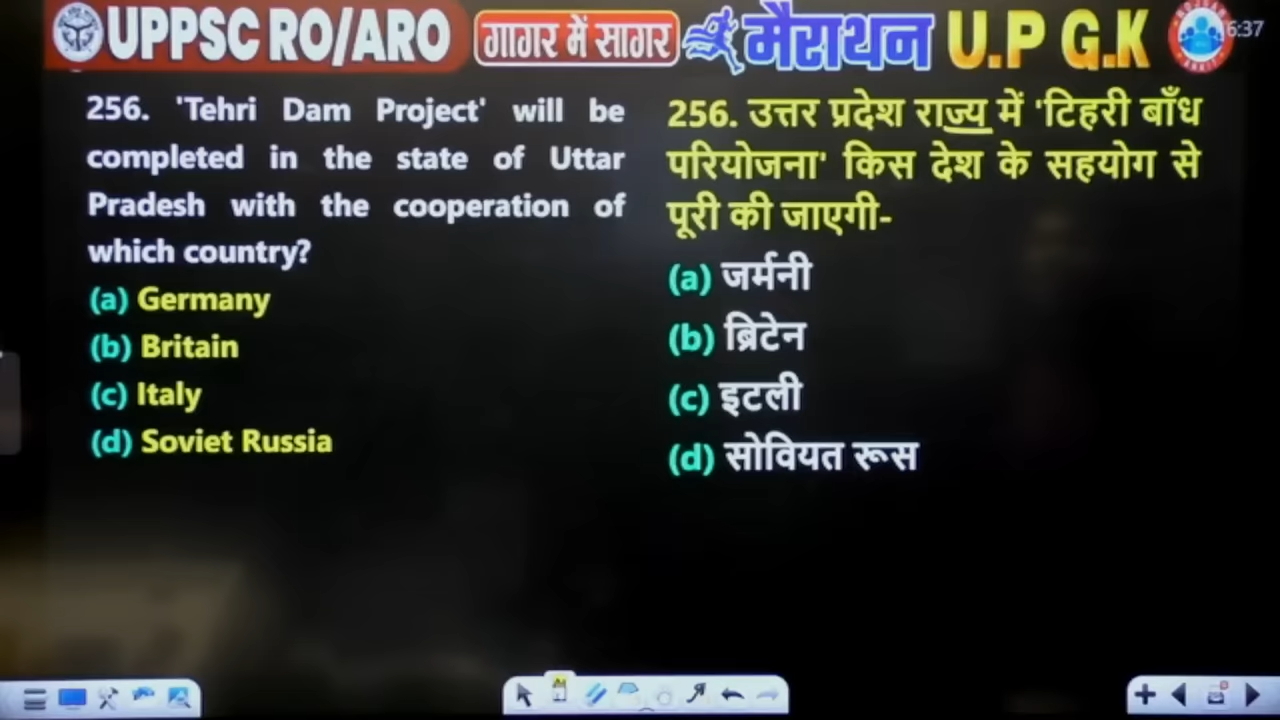 UPPSC RO/ARO गागर में सागर मैराथन U.P G.K
6:37
256. 'Tehri Dam Project' will be
completed in the state of Uttar
Pradesh with the cooperation of
which country?
(a) Germany
(b) Britain
(c) Italy
(d) Soviet Russia
256. उत्तर प्रदेश राज्य में 'टिहरी बाँध
परियोजना' किस देश के सहयोग से
पूरी की जाएगी-
(a) जर्मनी
(b) ब्रिटेन
(c) इटली
(d) सोवियत रूस